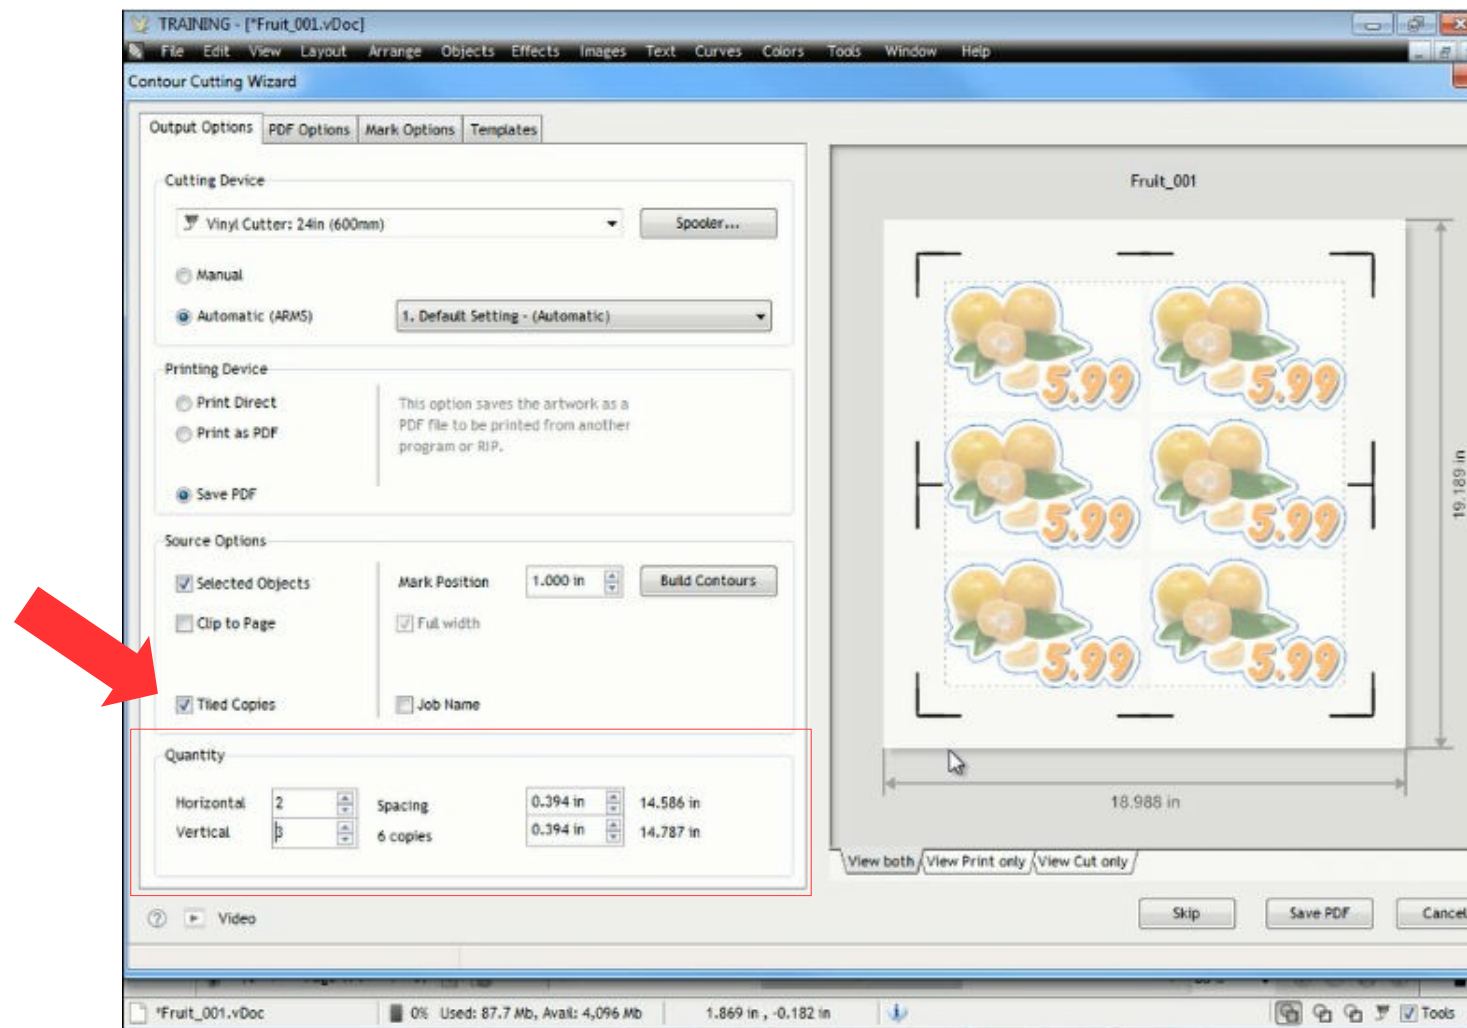 TRAINING - [*Fruit_001.vDoc]
File Edit View Layout Arrange Objects Effects Images Text Curves Colors Tools Window Help
Contour Cutting Wizard
Output Options PDF Options Mark Options Templates
Cutting Device
Vinyl Cutter: 24in (600mm) Spooler...
Manual
Automatic (ARMS) 1. Default Setting - (Automatic)
Printing Device
Print Direct
Print as PDF
This option saves the artwork as a
PDF file to be printed from another
program or RIP.
Save PDF
Source Options
Selected Objects Mark Position 1.000 in Build Contours
Clip to Page Full width
Tiled Copies Job Name
Quantity
Horizontal 2 Spacing 0.394 in 14.586 in
Vertical 3 6 copies 0.394 in 14.787 in
Video
Fruit_001
5.99 5.99
5.99 5.99
5.99 5.99
19.189 in
18.988 in
View both View Print only View Cut only
Skip Save PDF Cancel
*Fruit_001.vDoc 0% Used: 87.7 Mb, Avail: 4,096 Mb 1.869 in , -0.182 in Tools